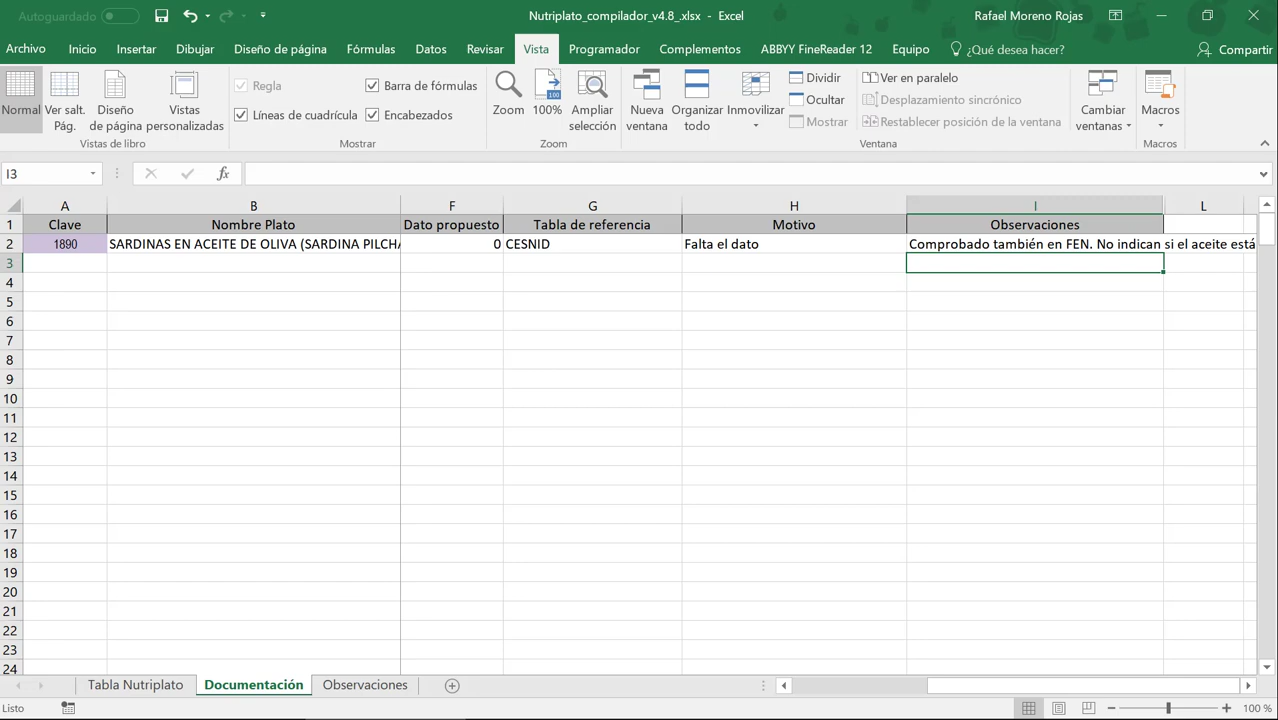 Autoguardado
Nutriplato_compilador_v4.8_.xlsx - Excel
Rafael Moreno Rojas
Archivo Inicio Insertar Dibujar Diseño de página Fórmulas Datos Revisar Vista Programador Complementos ABBYY FineReader 12 Equipo ¿Qué desea hacer? Compartir
Normal
Ver salt. Pág.
Diseño de página
Vistas personalizadas
Vistas de libro
Regla
Barra de fórmulas
Líneas de cuadrícula
Encabezados
Mostrar
Zoom
100
100%
Ampliar selección
Zoom
Nueva ventana
Organizar todo
Inmovilizar
Dividir
Ocultar
Mostrar
Ver en paralelo
Desplazamiento sincrónico
Restablecer posición de la ventana
Cambiar ventanas
Ventana
Macros
Macros
I3
fx
A B F G H I L
1 Clave Nombre Plato Dato propuesto Tabla de referencia Motivo Observaciones
2 1890 SARDINAS EN ACEITE DE OLIVA (SARDINA PILCHA 0 CESNID Falta el dato Comprobado también en FEN. No indican si el aceite está
3
4
5
6
7
8
9
10
11
12
13
14
15
16
17
18
19
20
21
22
23
24
Tabla Nutriplato Documentación Observaciones
Listo
100 %